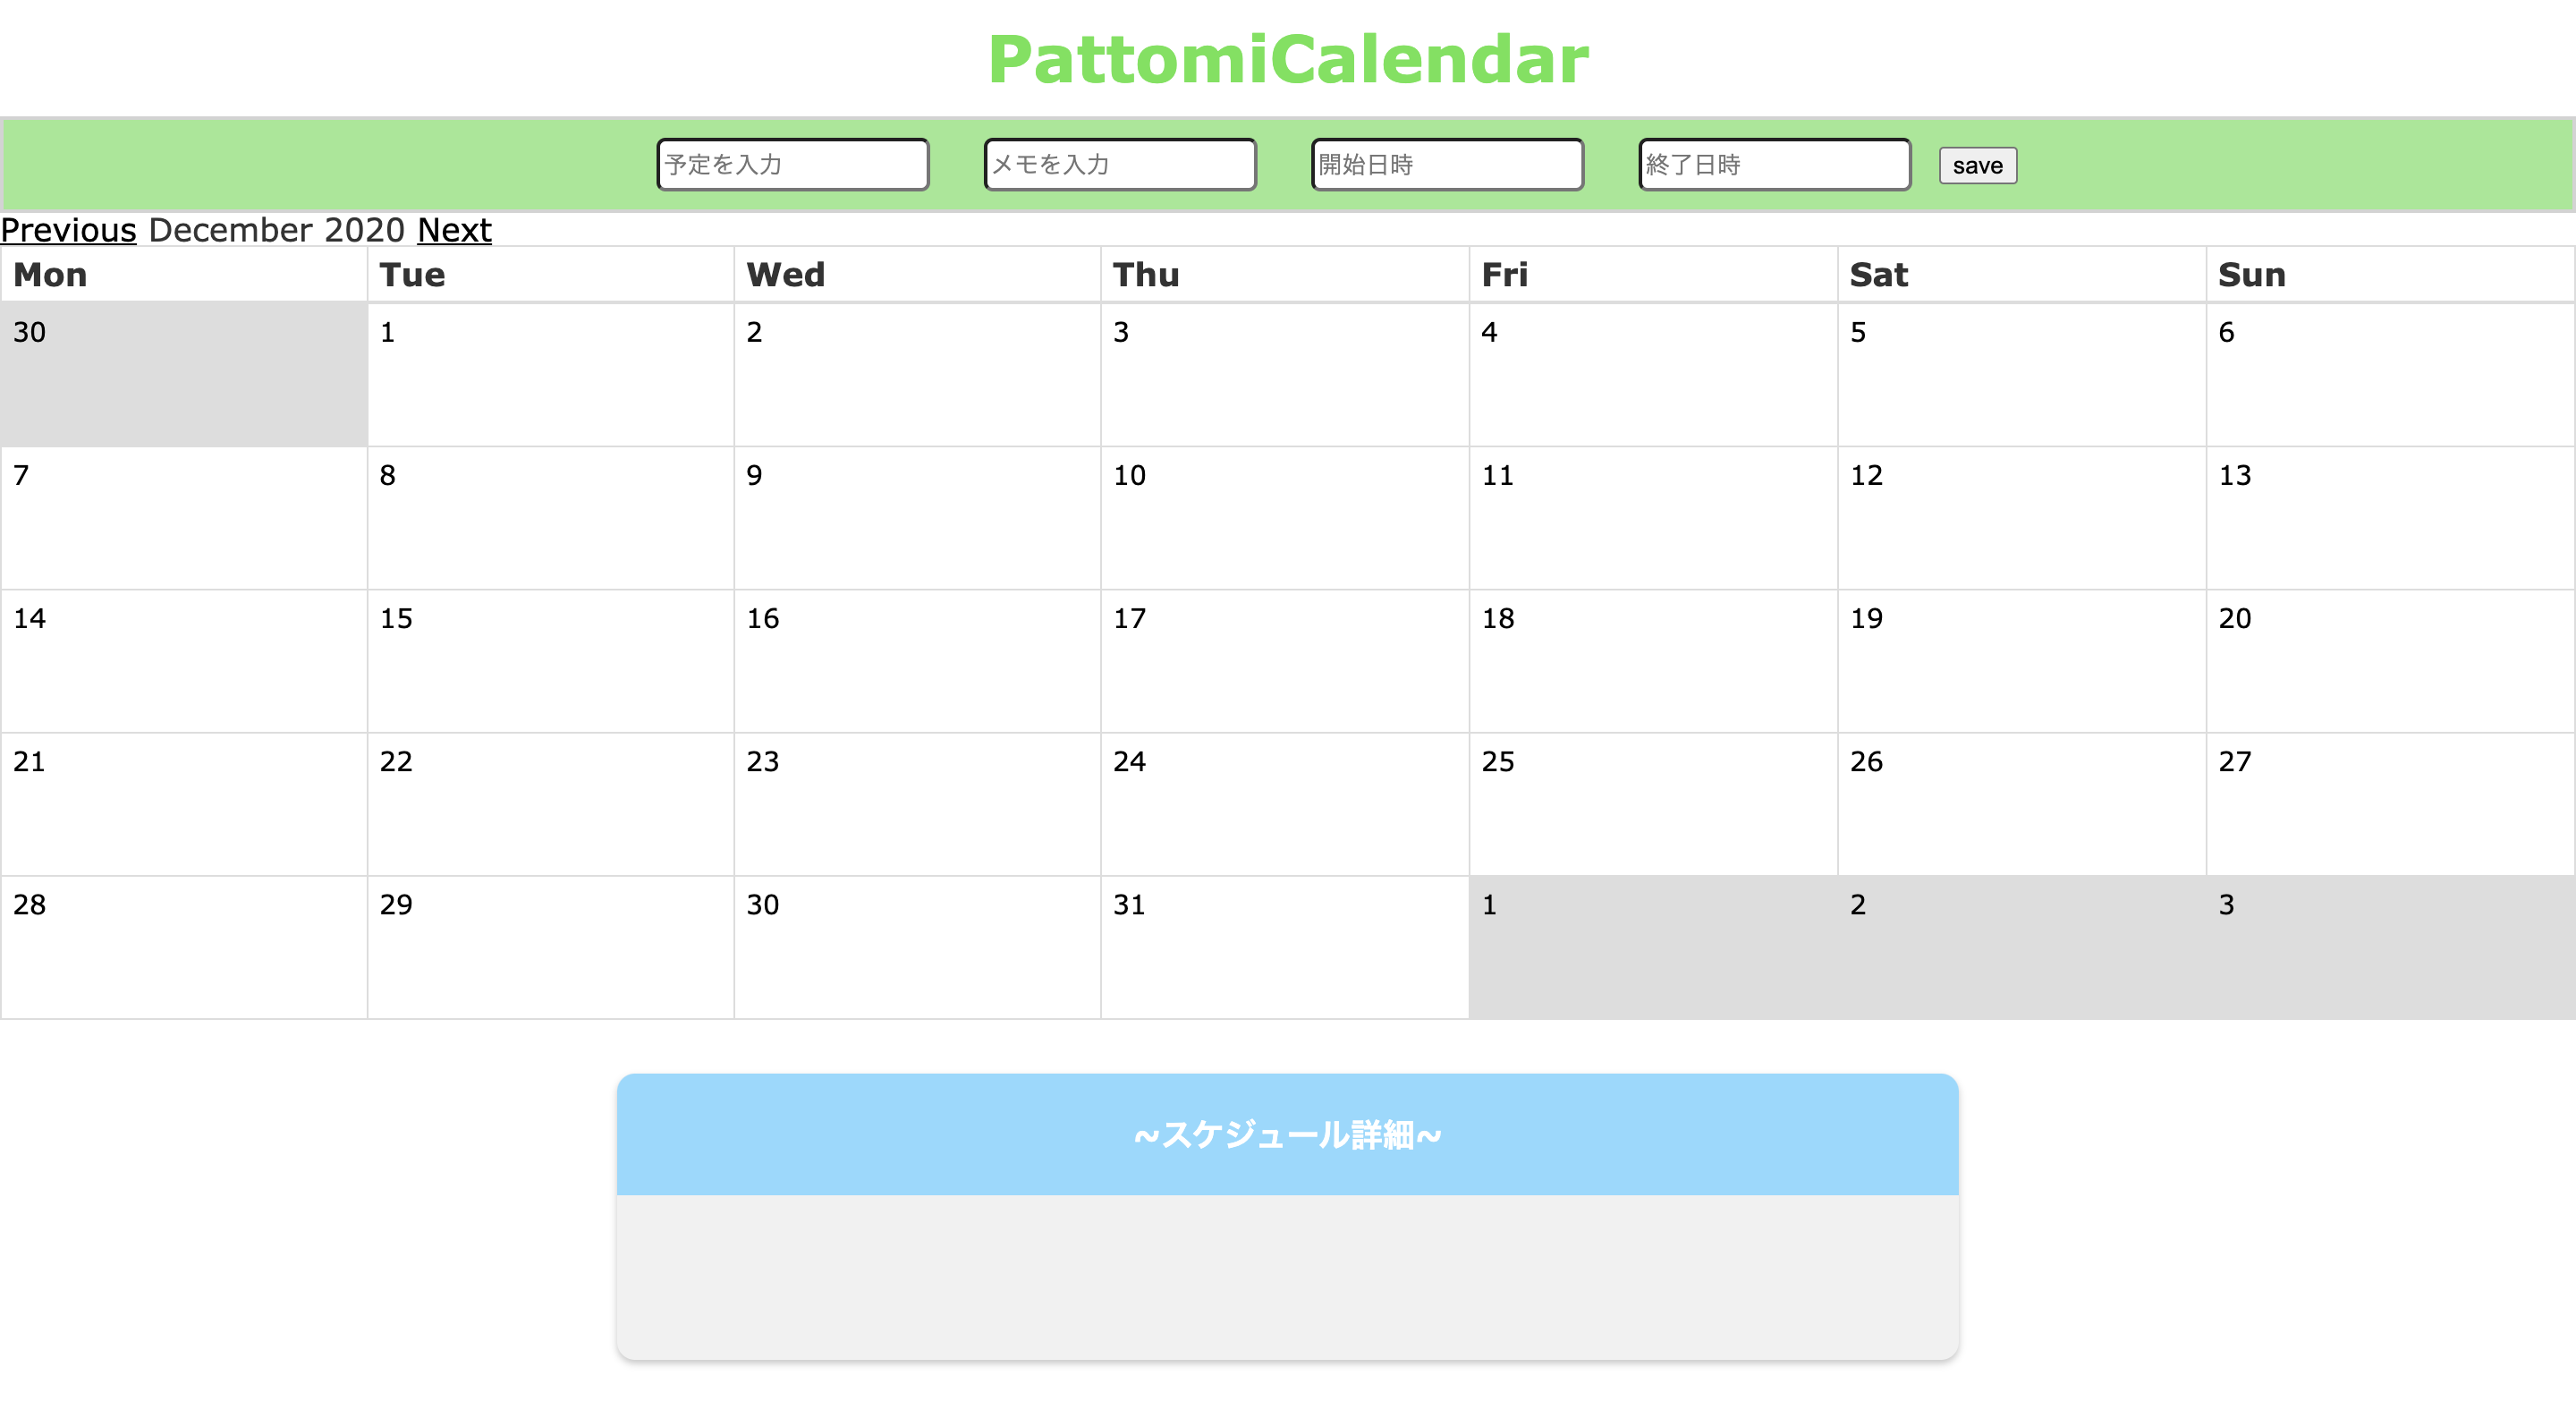 PattomiCalendar
予定を入力 メモを入力 開始日時 終了日時 save
Previous December 2020 Next
Mon Tue Wed Thu Fri Sat Sun
30 1 2 3 4 5 6
7 8 9 10 11 12 13
14 15 16 17 18 19 20
21 22 23 24 25 26 27
28 29 30 31 1 2 3
~スケジュール詳細~